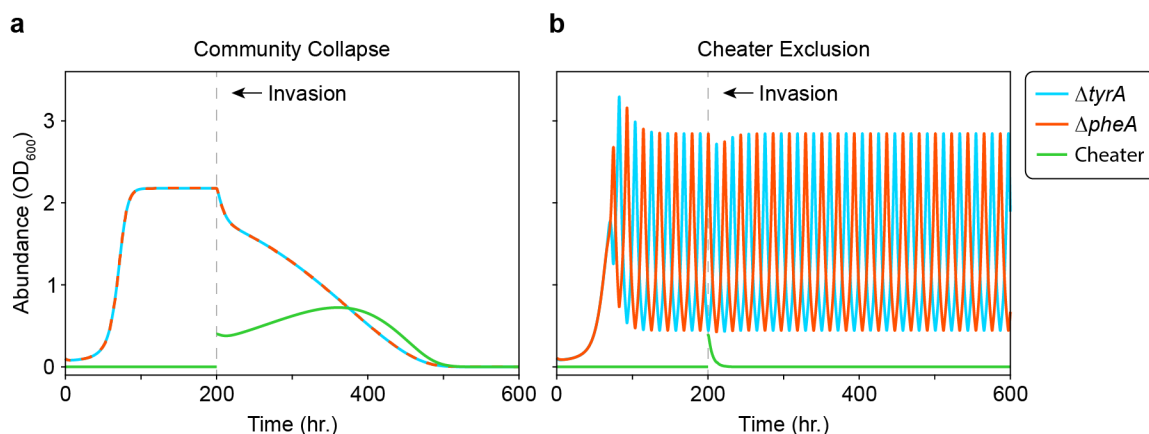 a
Community Collapse
Invasion
Abundance (OD600)
3
2
1
0
0
200
400
600
Time (hr.)
b
Cheater Exclusion
Invasion
0
200
400
600
Time (hr.)
ΔtyrA
ΔpheA
Cheater